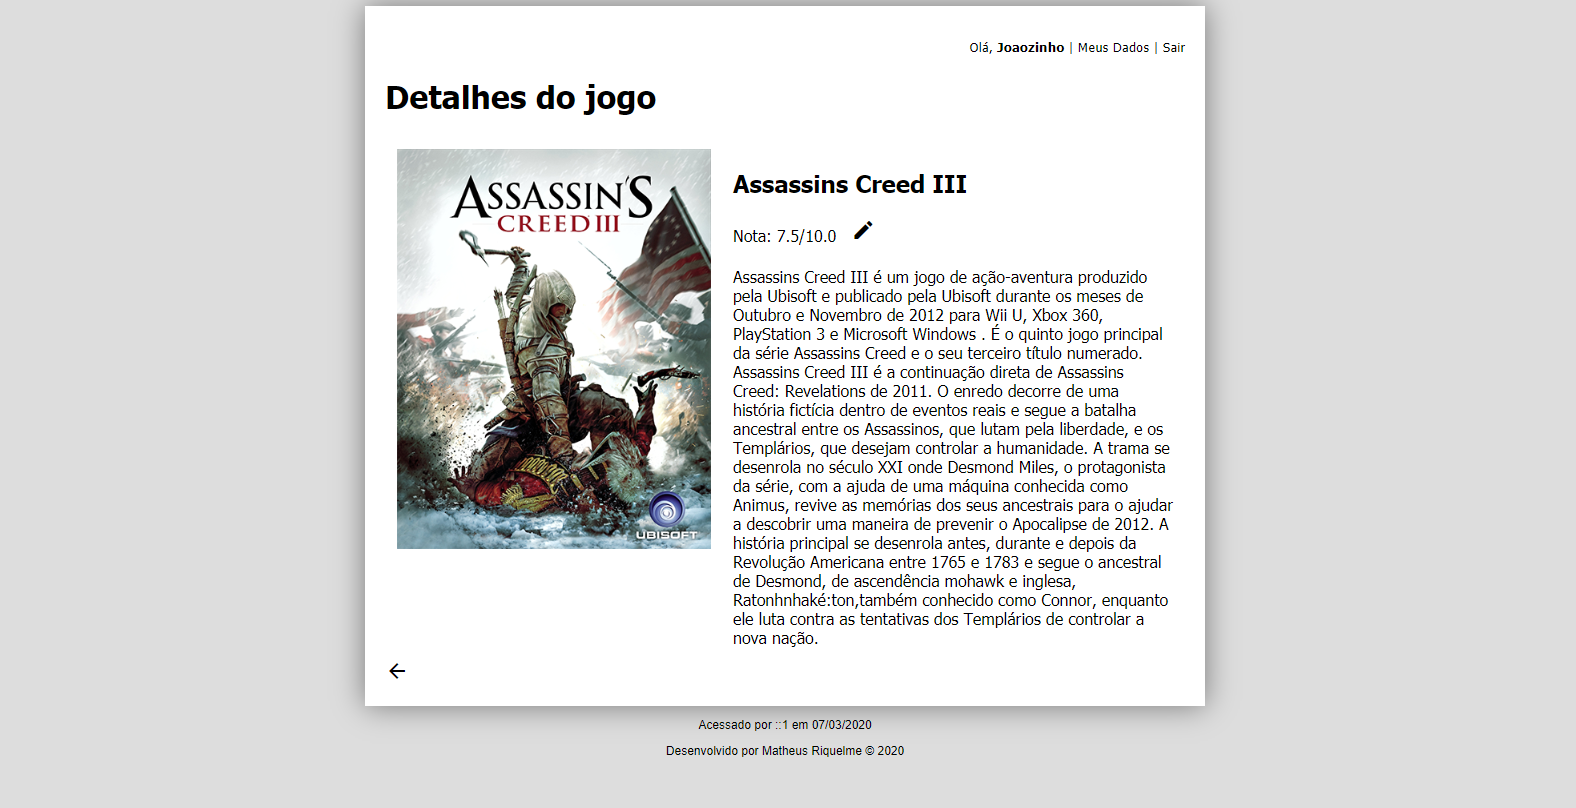 Olá, Joaozinho | Meus Dados | Sair
Detalhes do jogo
ASSASSIN'S
CREED III
UBISOFT
Assassins Creed III
Nota: 7.5/10.0
Assassins Creed III é um jogo de ação-aventura produzido
pela Ubisoft e publicado pela Ubisoft durante os meses de
Outubro e Novembro de 2012 para Wii U, Xbox 360,
PlayStation 3 e Microsoft Windows . É o quinto jogo principal
da série Assassins Creed e o seu terceiro título numerado.
Assassins Creed III é a continuação direta de Assassins
Creed: Revelations de 2011. O enredo decorre de uma
história fictícia dentro de eventos reais e segue a batalha
ancestral entre os Assassinos, que lutam pela liberdade, e os
Templários, que desejam controlar a humanidade. A trama se
desenrola no século XXI onde Desmond Miles, o protagonista
da série, com a ajuda de uma máquina conhecida como
Animus, revive as memórias dos seus ancestrais para o ajudar
a descobrir uma maneira de prevenir o Apocalipse de 2012. A
história principal se desenrola antes, durante e depois da
Revolução Americana entre 1765 e 1783 e segue o ancestral
de Desmond, de ascendência mohawk e inglesa,
Ratonhnhaké:ton,também conhecido como Connor, enquanto
ele luta contra as tentativas dos Templários de controlar a
nova nação.
Acessado por ::1 em 07/03/2020
Desenvolvido por Matheus Riquelme © 2020